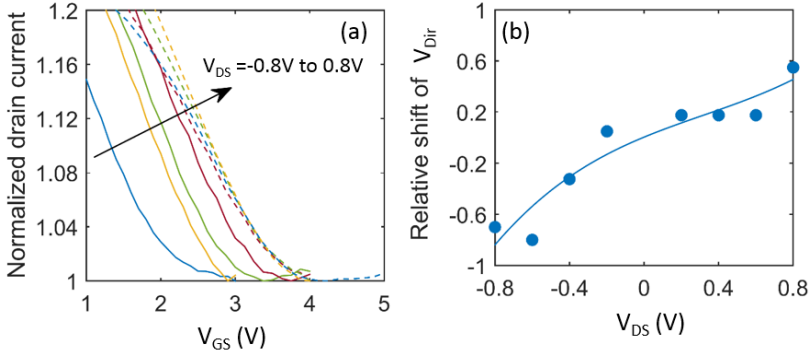 (a)
V_DS =-0.8V to 0.8V
Normalized drain current
1.2
1.16
1.12
1.08
1.04
1
1 2 3 4 5
V_GS (V)
(b)
Relative shift of V_Dir
1
0.6
0.2
-0.2
-0.6
-1
-0.8 -0.4 0 0.4 0.8
V_DS (V)